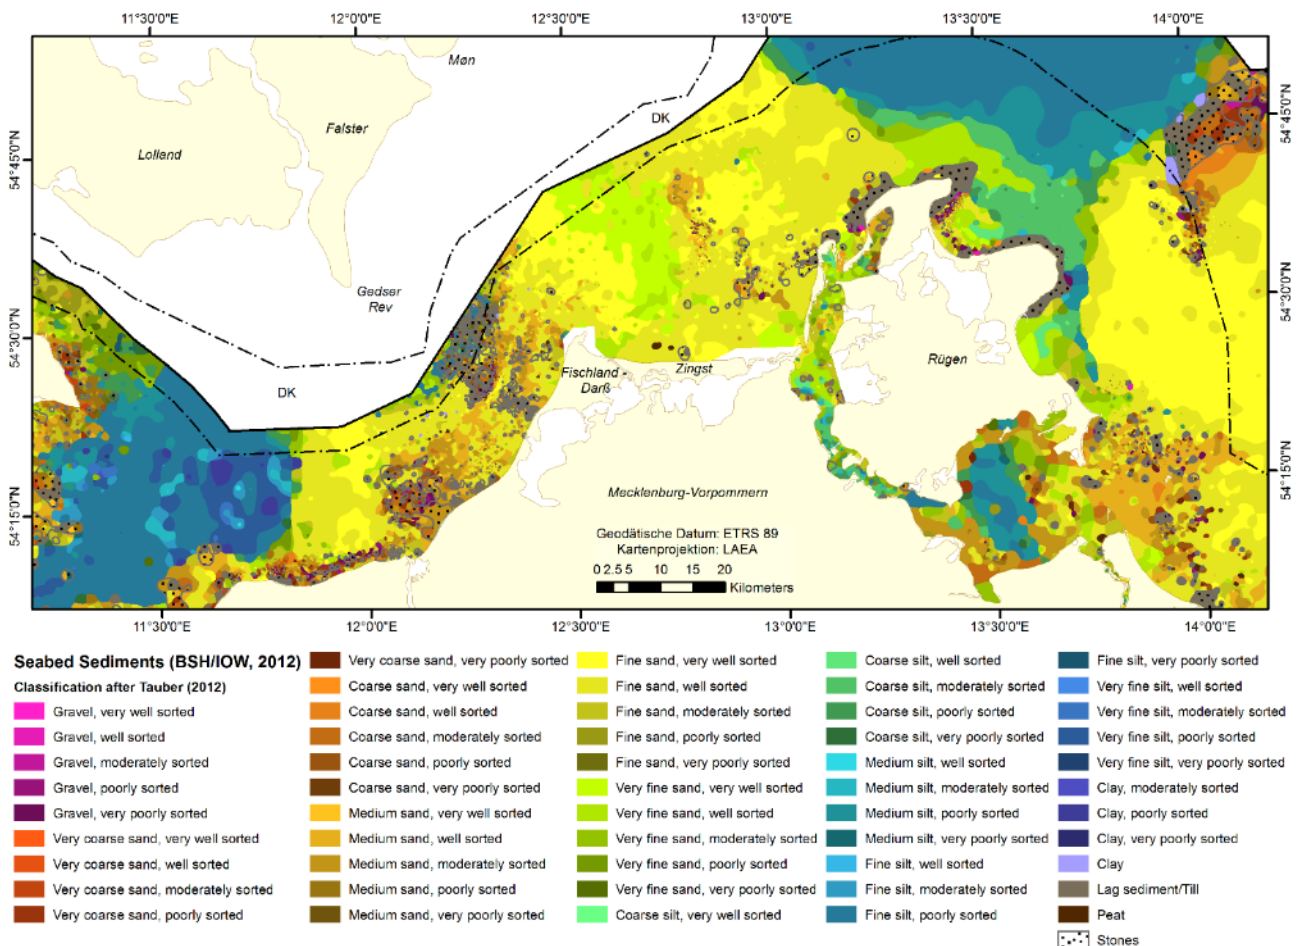 11°30'0"E 12°0'0"E 12°30'0"E 13°0'0"E 13°30'0"E 14°0'0"E
Møn
DK
54°45'0"N
Falster
54°45'0"N
Lolland
Gedser
Rev
54°30'0"N
54°30'0"N
Rügen
Fischland -
Darß
Zingst
DK
54°15'0"N
Mecklenburg-Vorpommern
54°15'0"N
Geodätische Datum: ETRS 89
Kartenprojektion: LAEA
0 2.5 5 10 15 20
Kilometers
11°30'0"E 12°0'0"E 12°30'0"E 13°0'0"E 13°30'0"E 14°0'0"E
Seabed Sediments (BSH/IOW, 2012)
Classification after Tauber (2012)
Gravel, very well sorted
Gravel, well sorted
Gravel, moderately sorted
Gravel, poorly sorted
Gravel, very poorly sorted
Very coarse sand, very well sorted
Very coarse sand, well sorted
Very coarse sand, moderately sorted
Very coarse sand, poorly sorted
Very coarse sand, very poorly sorted
Coarse sand, very well sorted
Coarse sand, well sorted
Coarse sand, moderately sorted
Coarse sand, poorly sorted
Coarse sand, very poorly sorted
Medium sand, very well sorted
Medium sand, well sorted
Medium sand, moderately sorted
Medium sand, poorly sorted
Medium sand, very poorly sorted
Fine sand, very well sorted
Fine sand, well sorted
Fine sand, moderately sorted
Fine sand, poorly sorted
Fine sand, very poorly sorted
Very fine sand, very well sorted
Very fine sand, well sorted
Very fine sand, moderately sorted
Very fine sand, poorly sorted
Very fine sand, very poorly sorted
Coarse silt, very well sorted
Coarse silt, well sorted
Coarse silt, moderately sorted
Coarse silt, poorly sorted
Coarse silt, very poorly sorted
Medium silt, well sorted
Medium silt, moderately sorted
Medium silt, poorly sorted
Medium silt, very poorly sorted
Fine silt, well sorted
Fine silt, moderately sorted
Fine silt, poorly sorted
Fine silt, very poorly sorted
Very fine silt, well sorted
Very fine silt, moderately sorted
Very fine silt, poorly sorted
Very fine silt, very poorly sorted
Clay, moderately sorted
Clay, poorly sorted
Clay, very poorly sorted
Clay
Lag sediment/Till
Peat
Stones